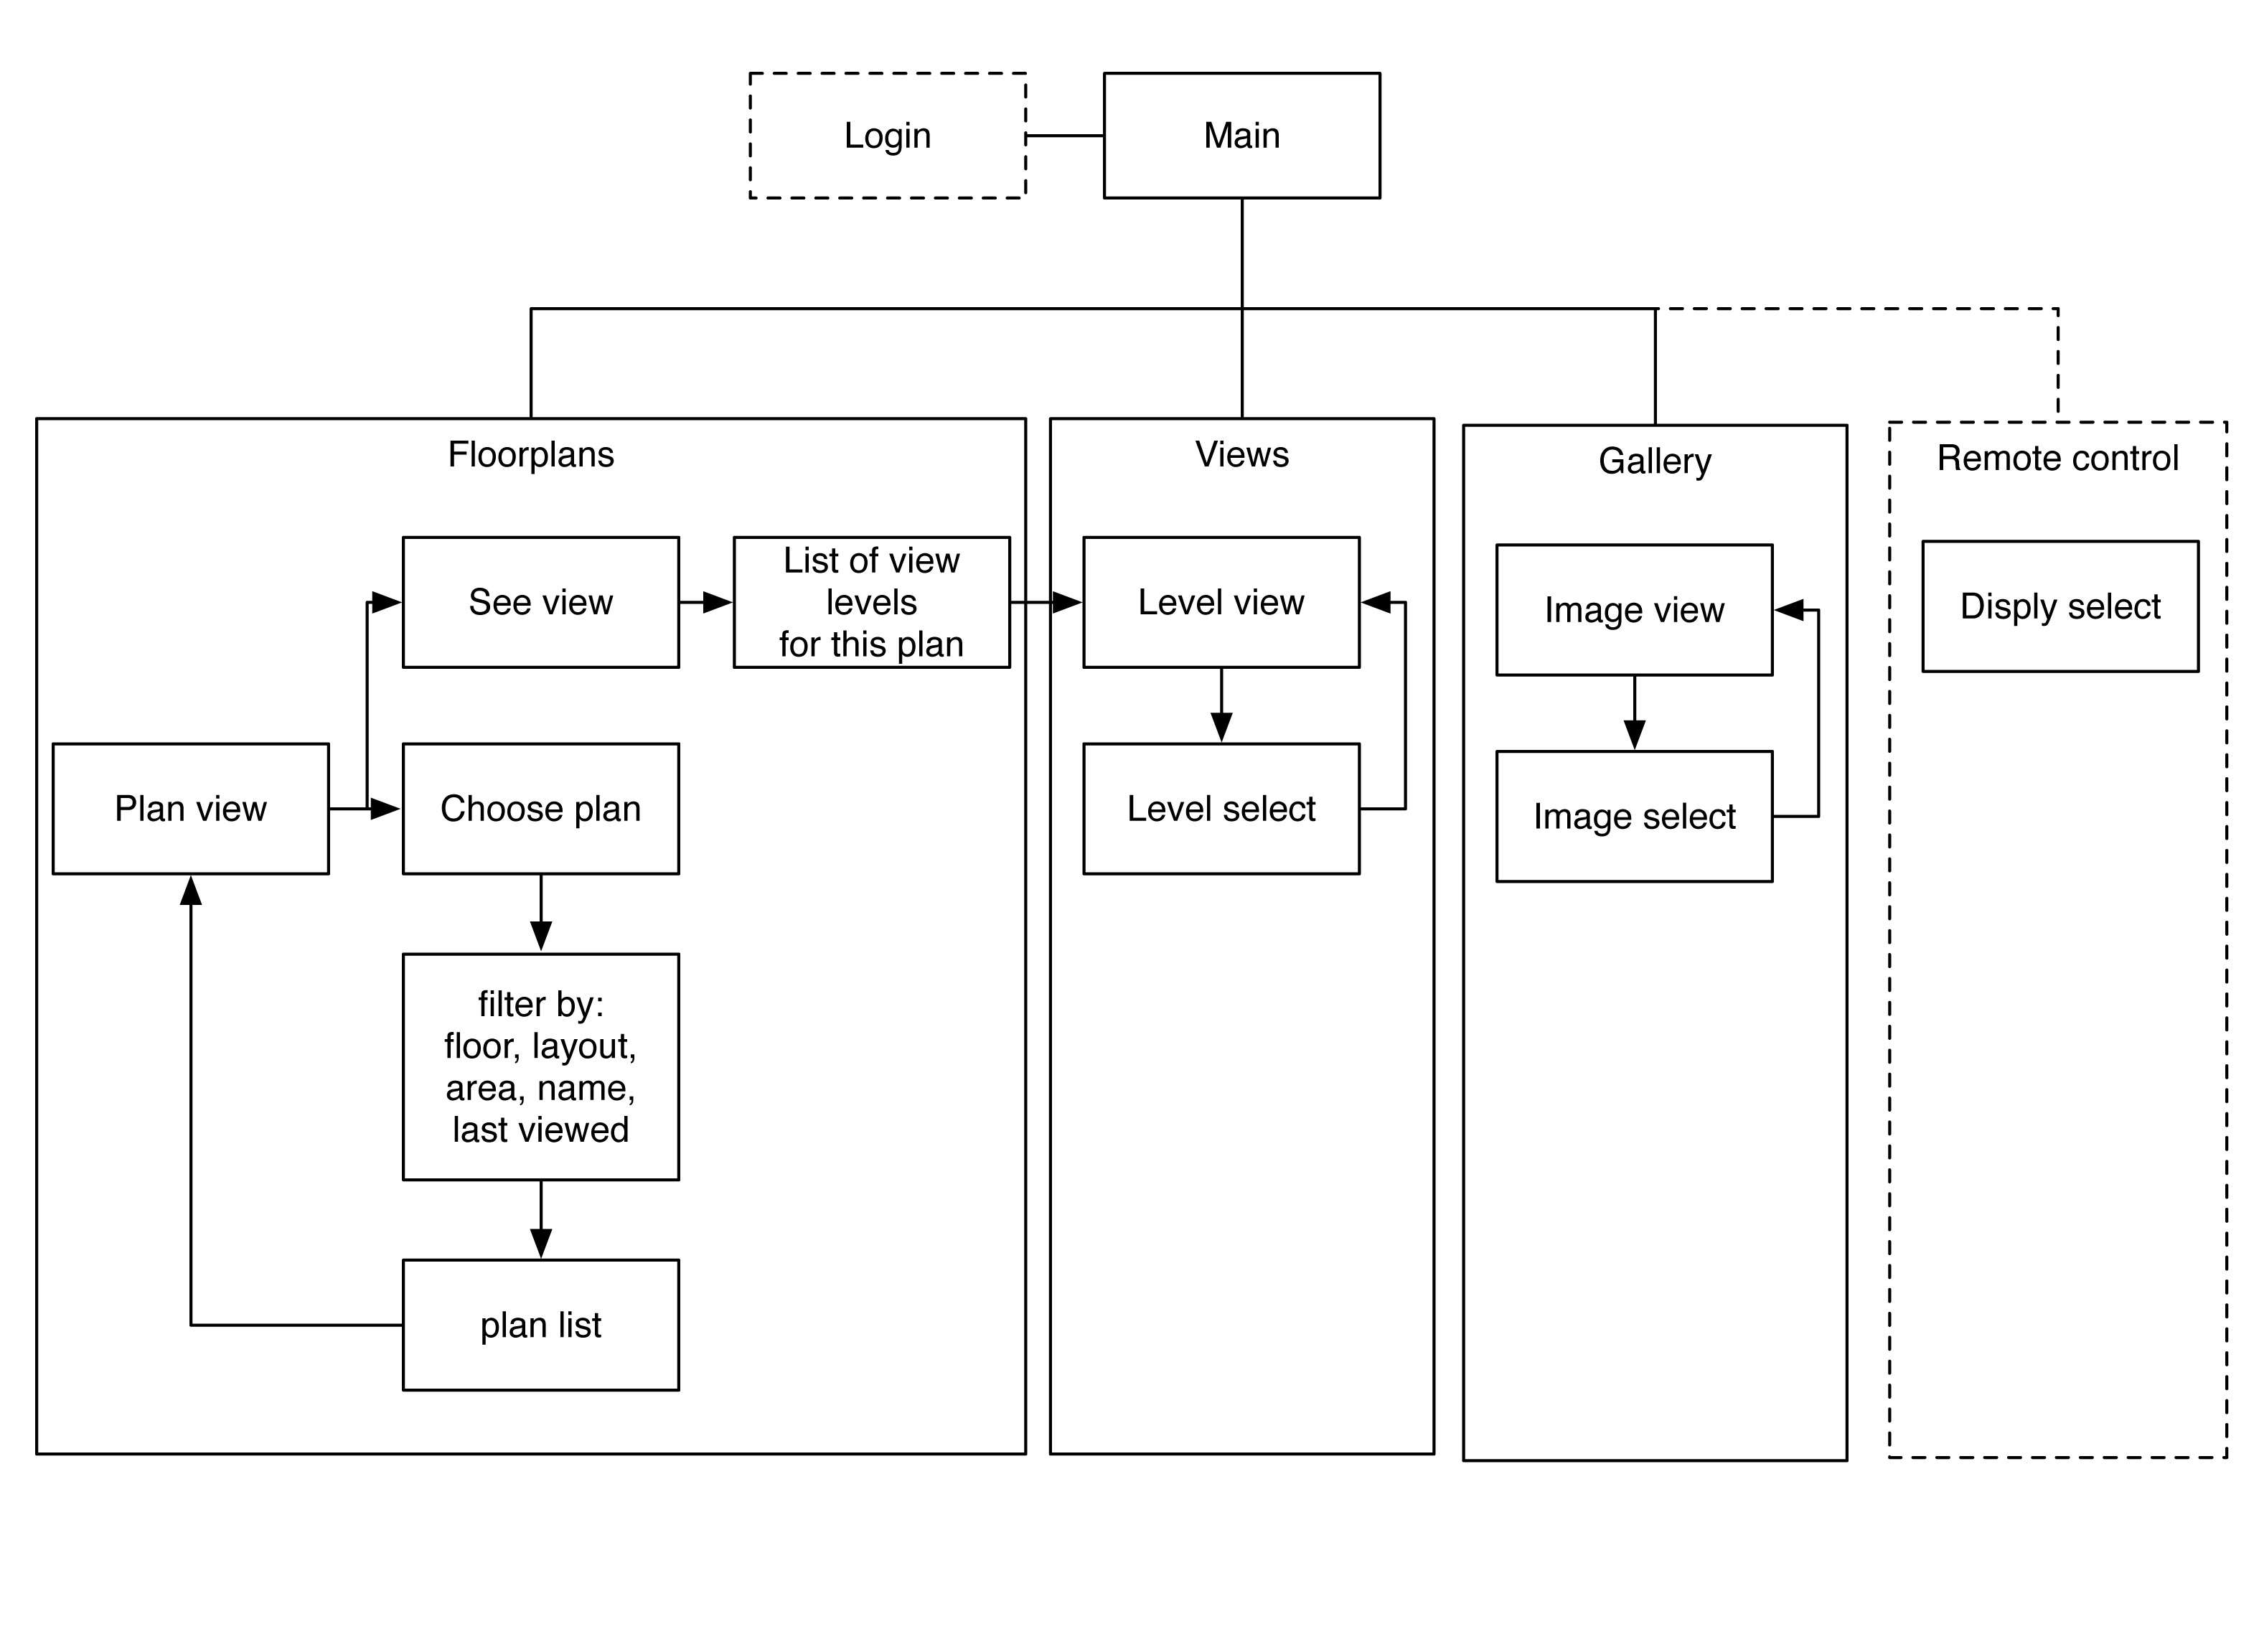 Login
Main
Floorplans
Views
Gallery
Remote control
See view
List of view
levels
for this plan
Level view
Image view
Disply select
Plan view
Choose plan
Level select
Image select
filter by:
floor, layout,
area, name,
last viewed
plan list